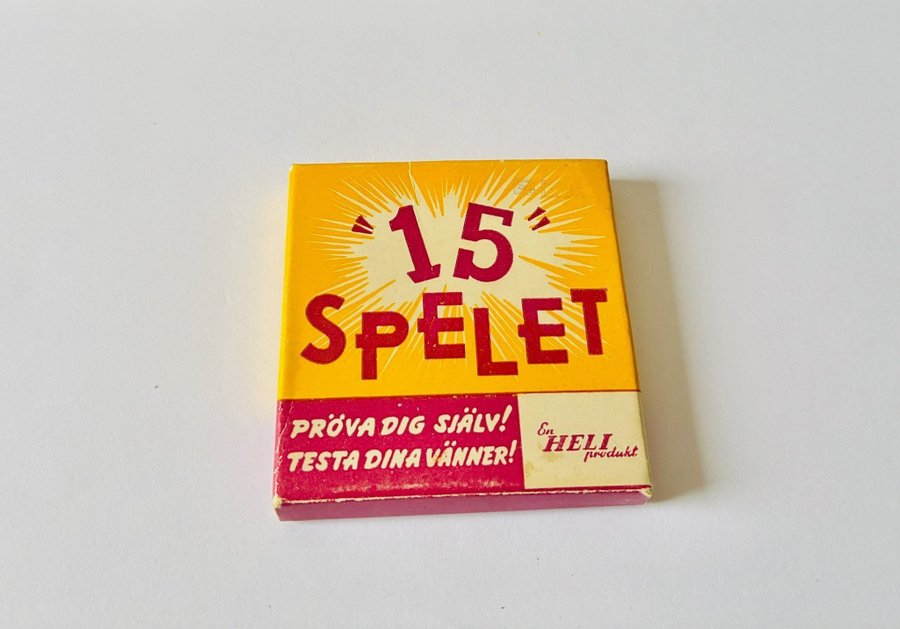 "15"
SPELET
PRÖVA DIG SJÄLV!
TESTA DINA VÄNNER!
En
HELI
produkt